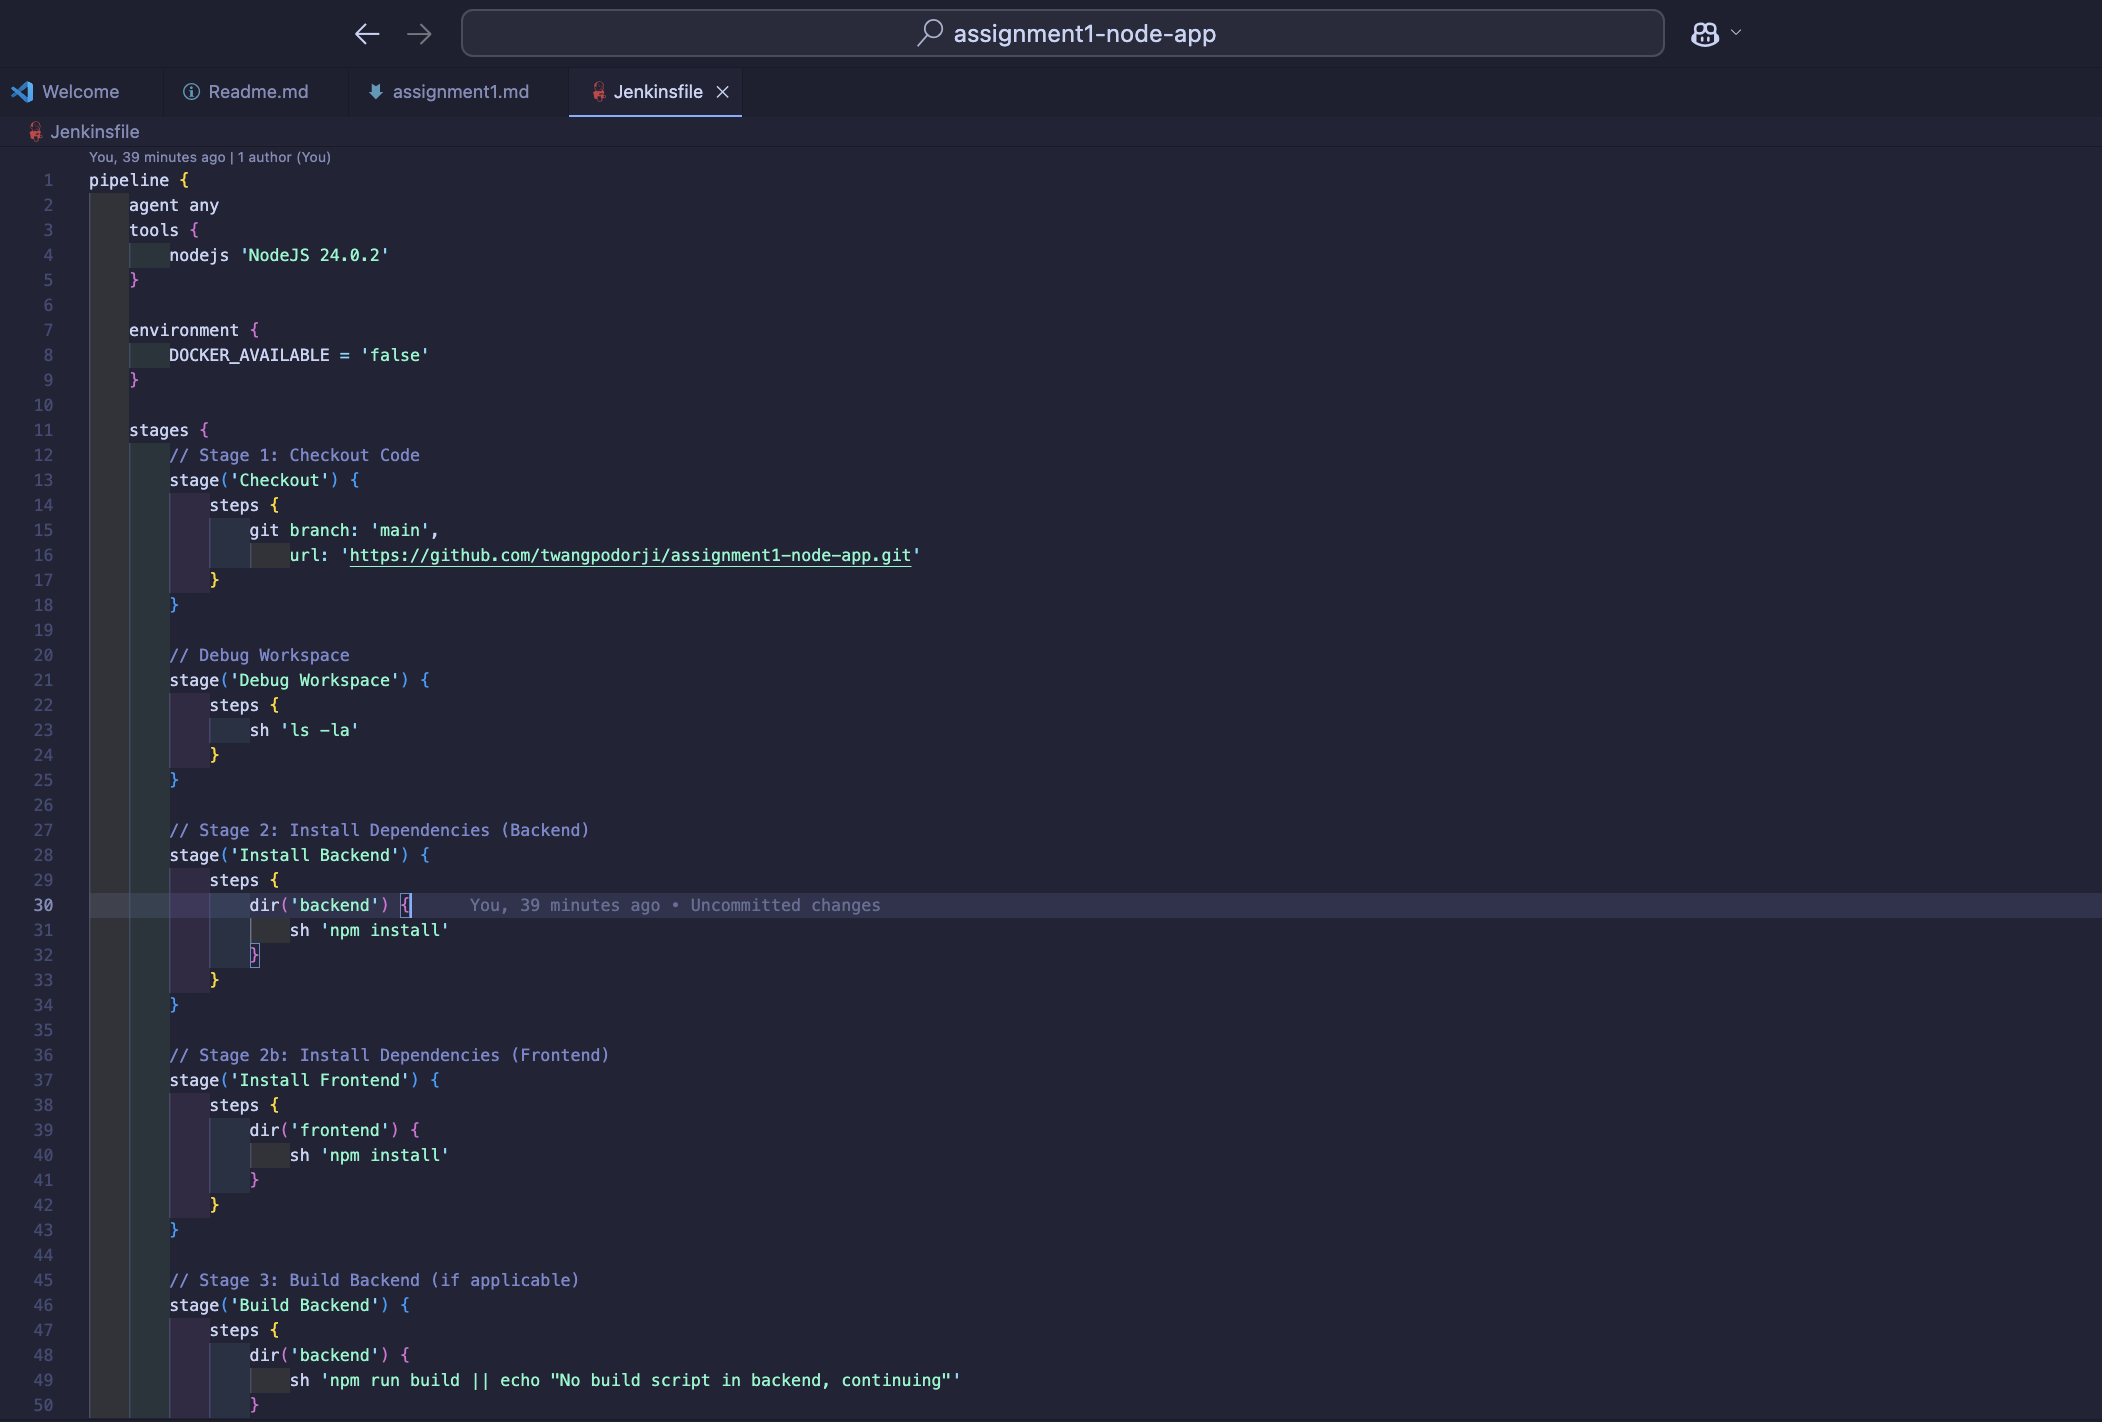 assignment1-node-app
Welcome
Readme.md
assignment1.md
Jenkinsfile
Jenkinsfile
You, 39 minutes ago | 1 author (You)
1 pipeline {
2     agent any
3     tools {
4         nodejs 'NodeJS 24.0.2'
5     }
6
7     environment {
8         DOCKER_AVAILABLE = 'false'
9     }
10
11     stages {
12         // Stage 1: Checkout Code
13         stage('Checkout') {
14             steps {
15                 git branch: 'main',
16                     url: 'https://github.com/twangpodorji/assignment1-node-app.git'
17             }
18         }
19
20         // Debug Workspace
21         stage('Debug Workspace') {
22             steps {
23                 sh 'ls -la'
24             }
25         }
26
27         // Stage 2: Install Dependencies (Backend)
28         stage('Install Backend') {
29             steps {
30                 dir('backend') {      You, 39 minutes ago • Uncommitted changes
31                     sh 'npm install'
32                 }
33             }
34         }
35
36         // Stage 2b: Install Dependencies (Frontend)
37         stage('Install Frontend') {
38             steps {
39                 dir('frontend') {
40                     sh 'npm install'
41                 }
42             }
43         }
44
45         // Stage 3: Build Backend (if applicable)
46         stage('Build Backend') {
47             steps {
48                 dir('backend') {
49                     sh 'npm run build || echo "No build script in backend, continuing"'
50                 }